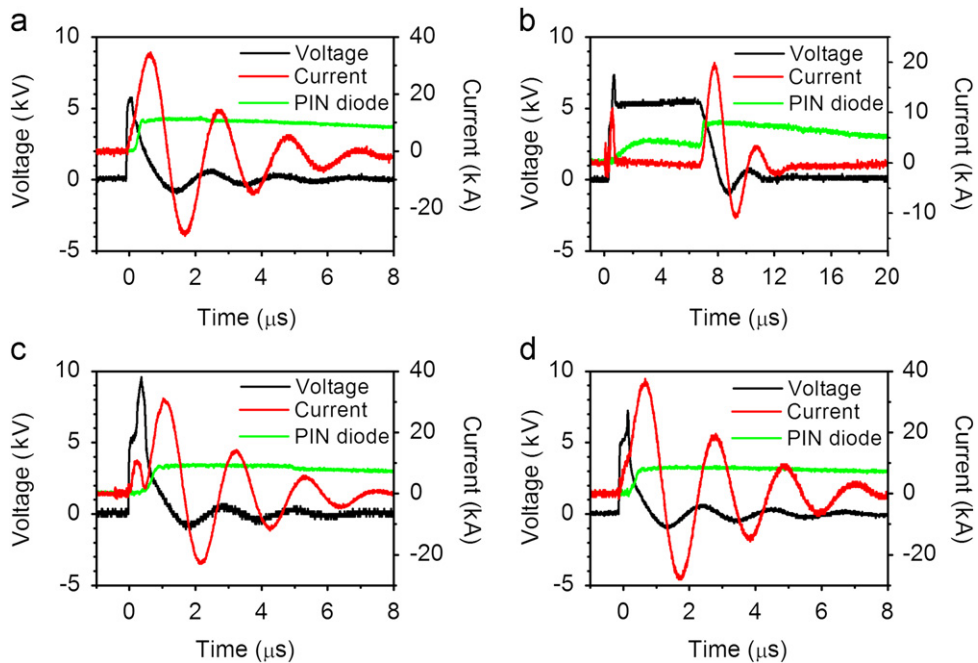 a
Voltage (kV)
10
5
0
-5
Voltage
Current
PIN diode
40
20
0
-20
Current (kA)
0 2 4 6 8
Time (μs)
b
Voltage (kV)
10
5
0
-5
Voltage
Current
PIN diode
20
10
0
-10
Current (kA)
0 4 8 12 16 20
Time (μs)
c
Voltage (kV)
10
5
0
-5
Voltage
Current
PIN diode
40
20
0
-20
Current (kA)
0 2 4 6 8
Time (μs)
d
Voltage (kV)
10
5
0
-5
Voltage
Current
PIN diode
40
20
0
-20
Current (kA)
0 2 4 6 8
Time (μs)